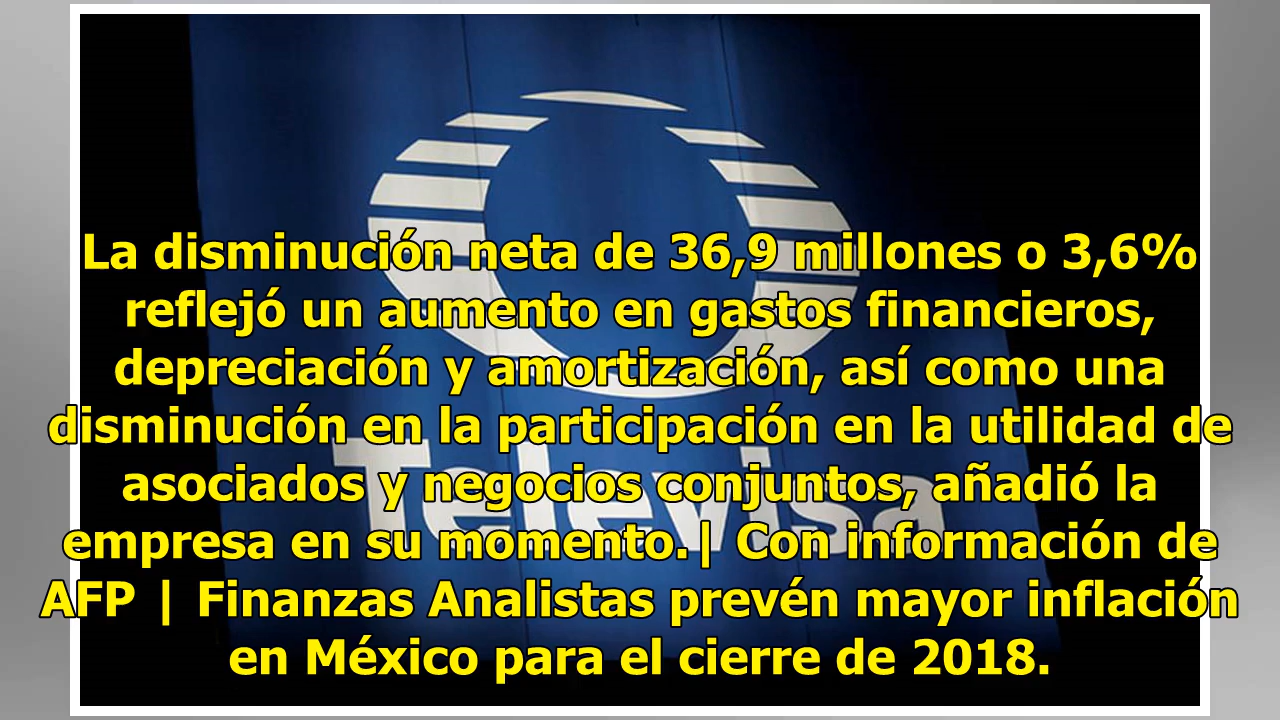 La disminución neta de 36,9 millones o 3,6%
reflejó un aumento en gastos financieros,
depreciación y amortización, así como una
disminución en la participación en la utilidad de
asociados y negocios conjuntos, añadió la
empresa en su momento.| Con información de
AFP | Finanzas Analistas prevén mayor inflación
en México para el cierre de 2018.
Televisa